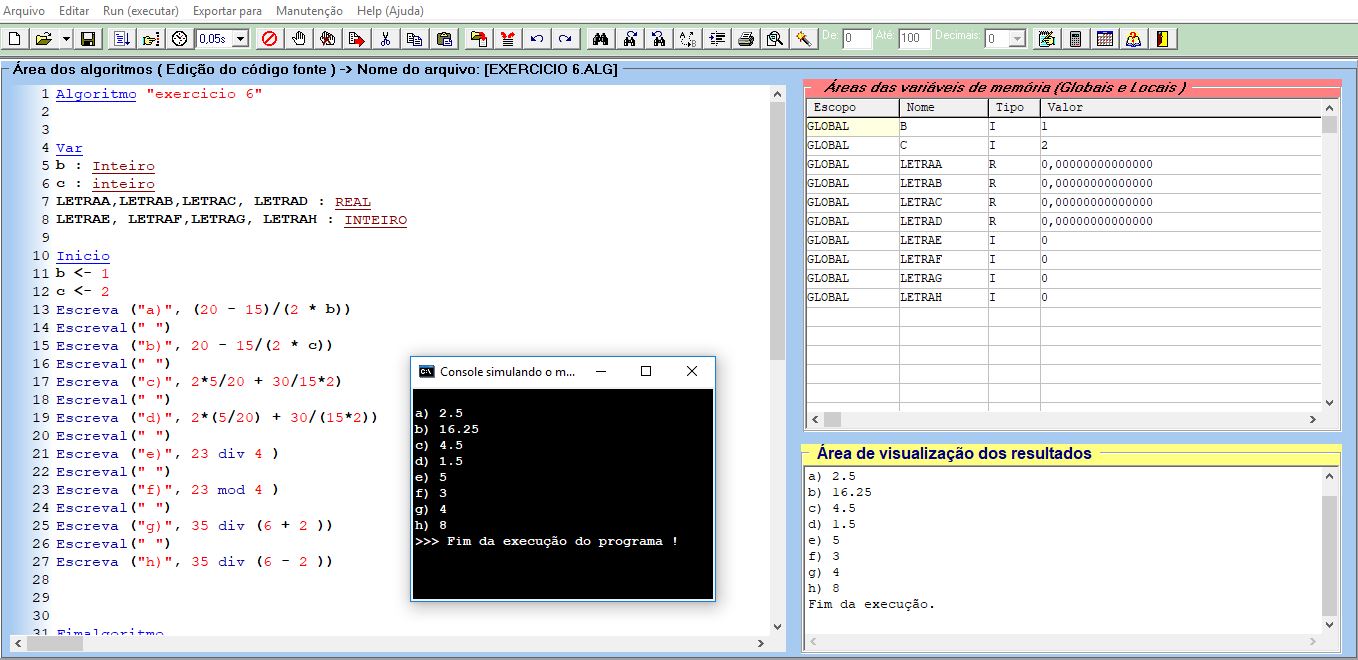 Arquivo Editar Run (executar) Exportar para Manutenção Help (Ajuda)
0,05s De: 0 Até: 100 Decimais: 0
Área dos algoritmos ( Edição do código fonte ) -> Nome do arquivo: [EXERCICIO 6.ALG]
1 Algoritmo "exercicio 6"
2
3
4 Var
5 b : Inteiro
6 c : inteiro
7 LETRAA,LETRAB,LETRAC, LETRAD : REAL
8 LETRAE, LETRAF,LETRAG, LETRAH : INTEIRO
9
10 Inicio
11 b <- 1
12 c <- 2
13 Escreva ("a)", (20 - 15)/(2 * b))
14 Escreval(" ")
15 Escreva ("b)", 20 - 15/(2 * c))
16 Escreval(" ")
17 Escreva ("c)", 2*5/20 + 30/15*2)
18 Escreval(" ")
19 Escreva ("d)", 2*(5/20) + 30/(15*2))
20 Escreval(" ")
21 Escreva ("e)", 23 div 4 )
22 Escreval(" ")
23 Escreva ("f)", 23 mod 4 )
24 Escreval(" ")
25 Escreva ("g)", 35 div (6 + 2 ))
26 Escreval(" ")
27 Escreva ("h)", 35 div (6 - 2 ))
28
29
30
31 Fimalgoritmo
Console simulando o m...
a) 2.5
b) 16.25
c) 4.5
d) 1.5
e) 5
f) 3
g) 4
h) 8
>>> Fim da execução do programa !
Áreas das variáveis de memória (Globais e Locais )
Escopo Nome Tipo Valor
GLOBAL B I 1
GLOBAL C I 2
GLOBAL LETRAA R 0,00000000000000
GLOBAL LETRAB R 0,00000000000000
GLOBAL LETRAC R 0,00000000000000
GLOBAL LETRAD R 0,00000000000000
GLOBAL LETRAE I 0
GLOBAL LETRAF I 0
GLOBAL LETRAG I 0
GLOBAL LETRAH I 0
Área de visualização dos resultados
a) 2.5
b) 16.25
c) 4.5
d) 1.5
e) 5
f) 3
g) 4
h) 8
Fim da execução.